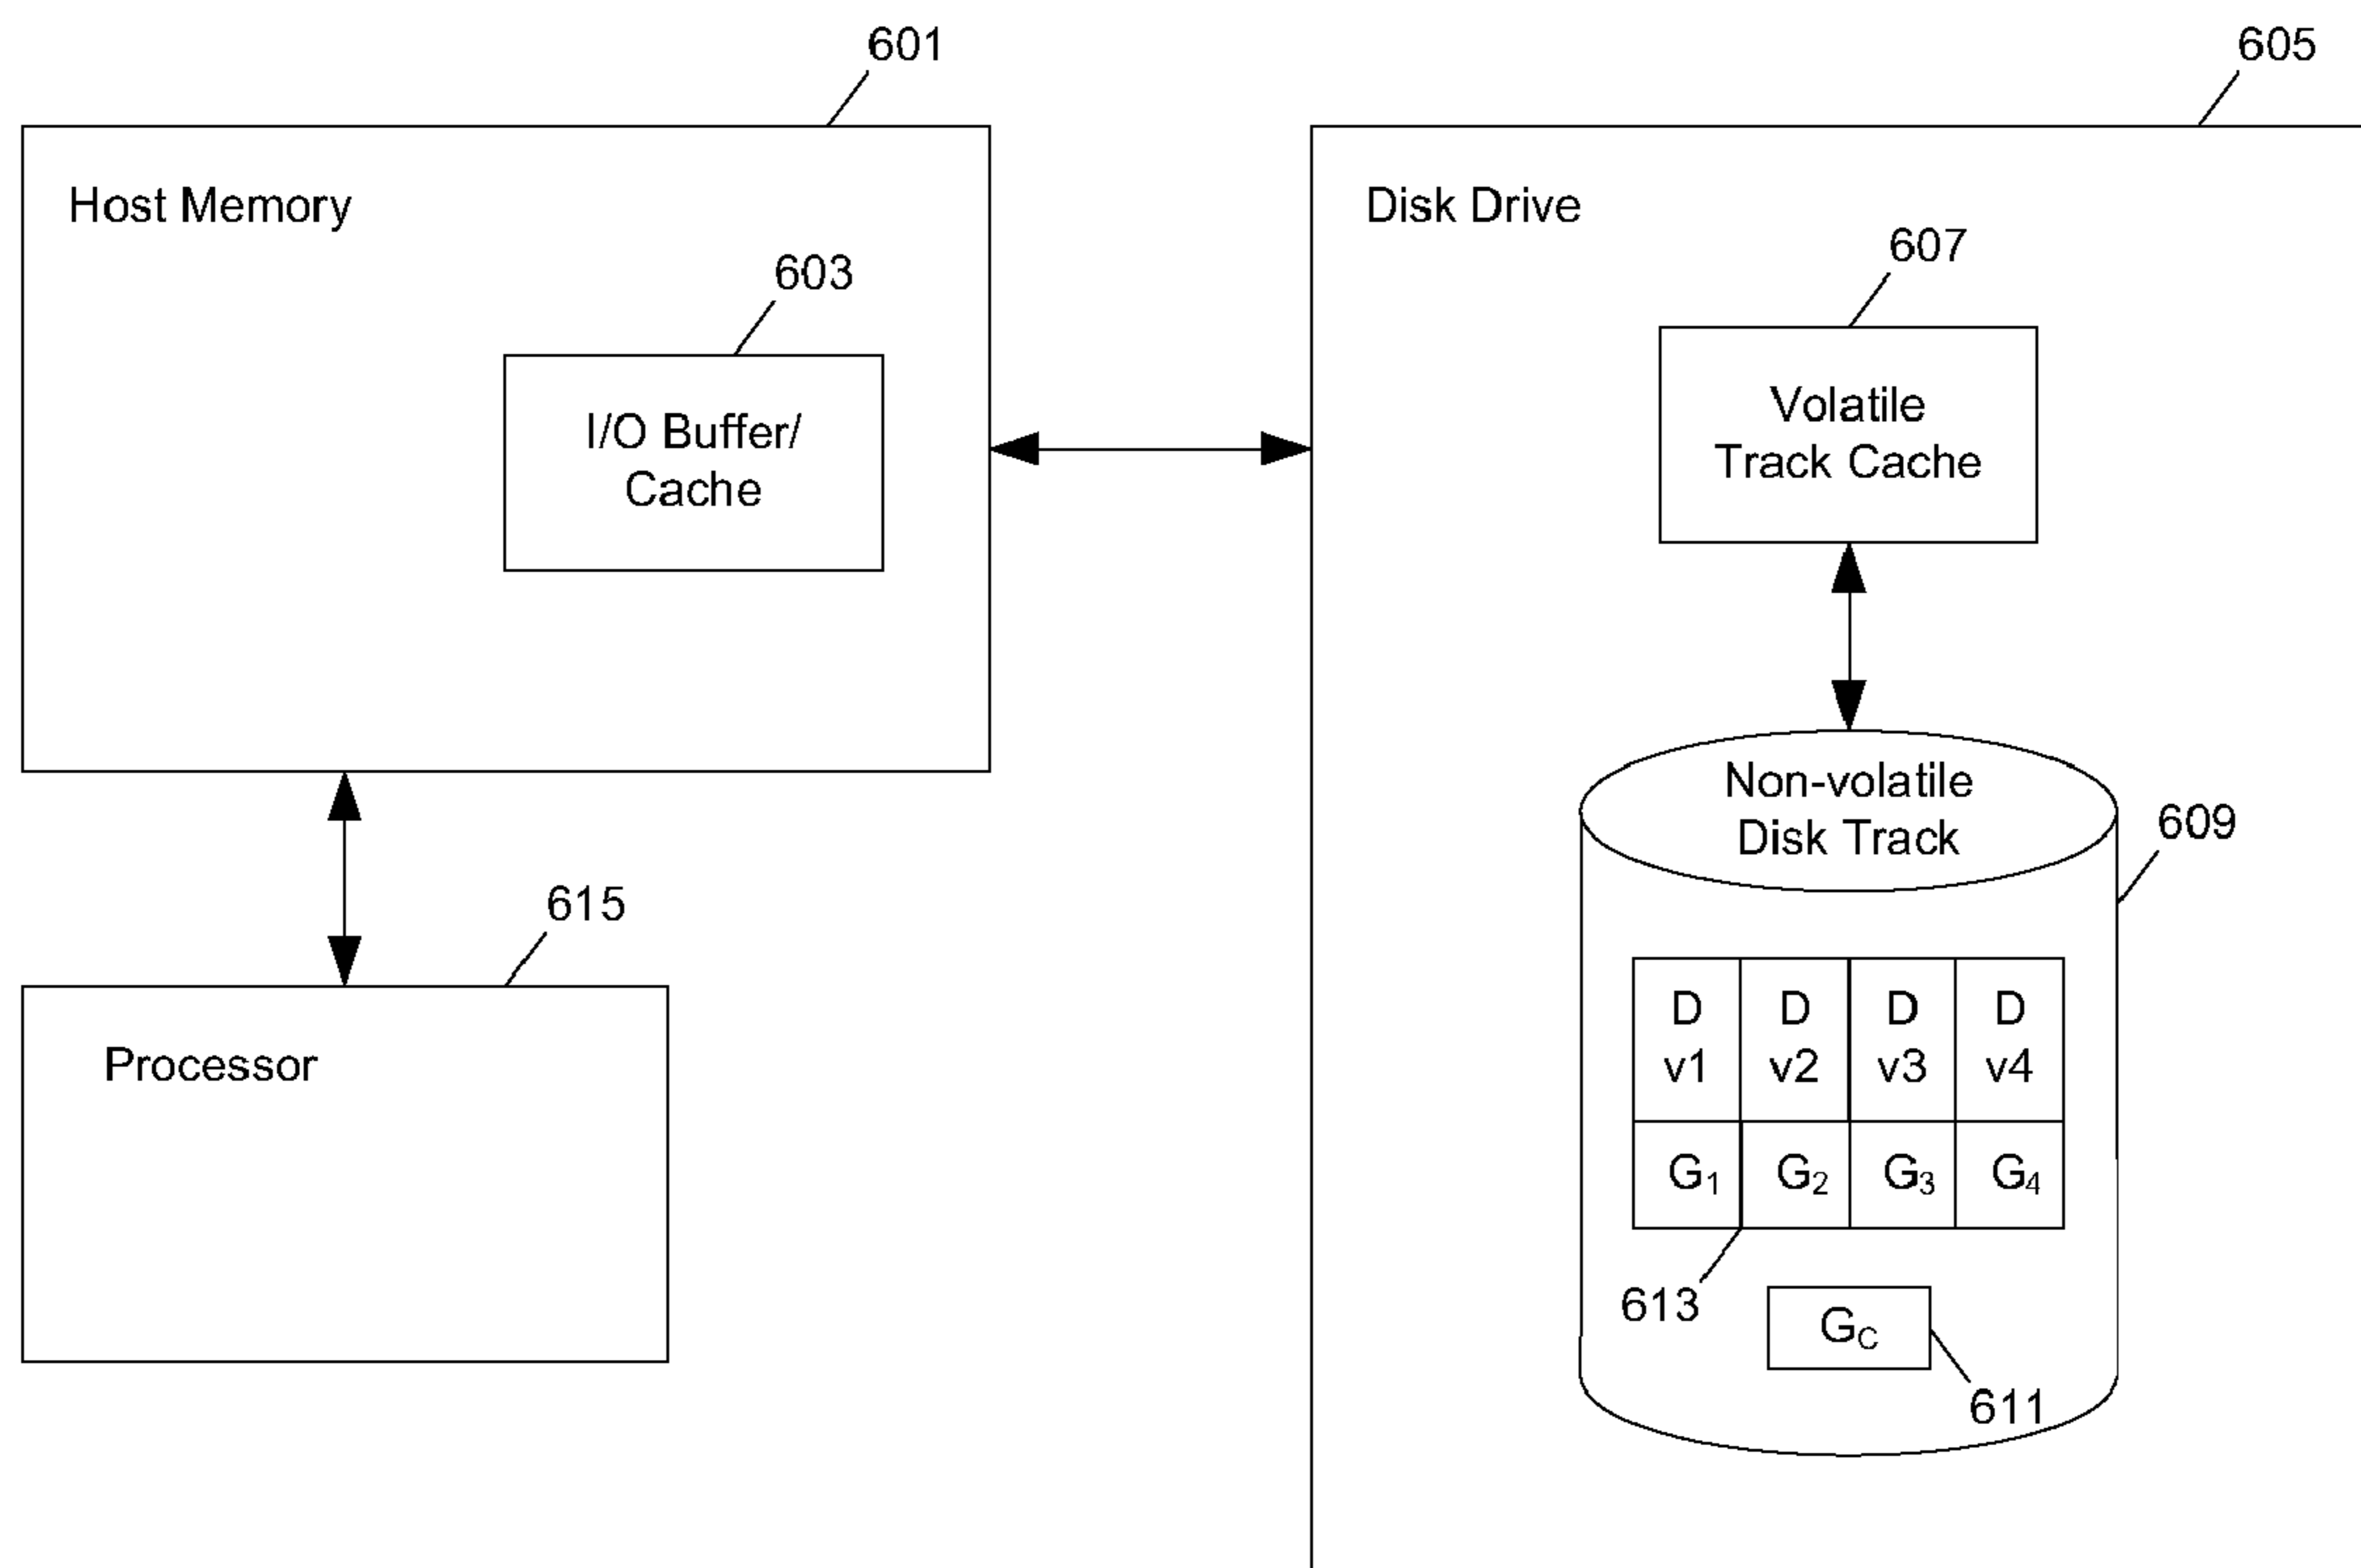 601
605
Host Memory
Disk Drive
607
603
Volatile
Track Cache
I/O Buffer/
Cache
Non-volatile
Disk Track
609
615
D D D D
v1 v2 v3 v4
Processor
G1 G2 G3 G4
613
GC
611